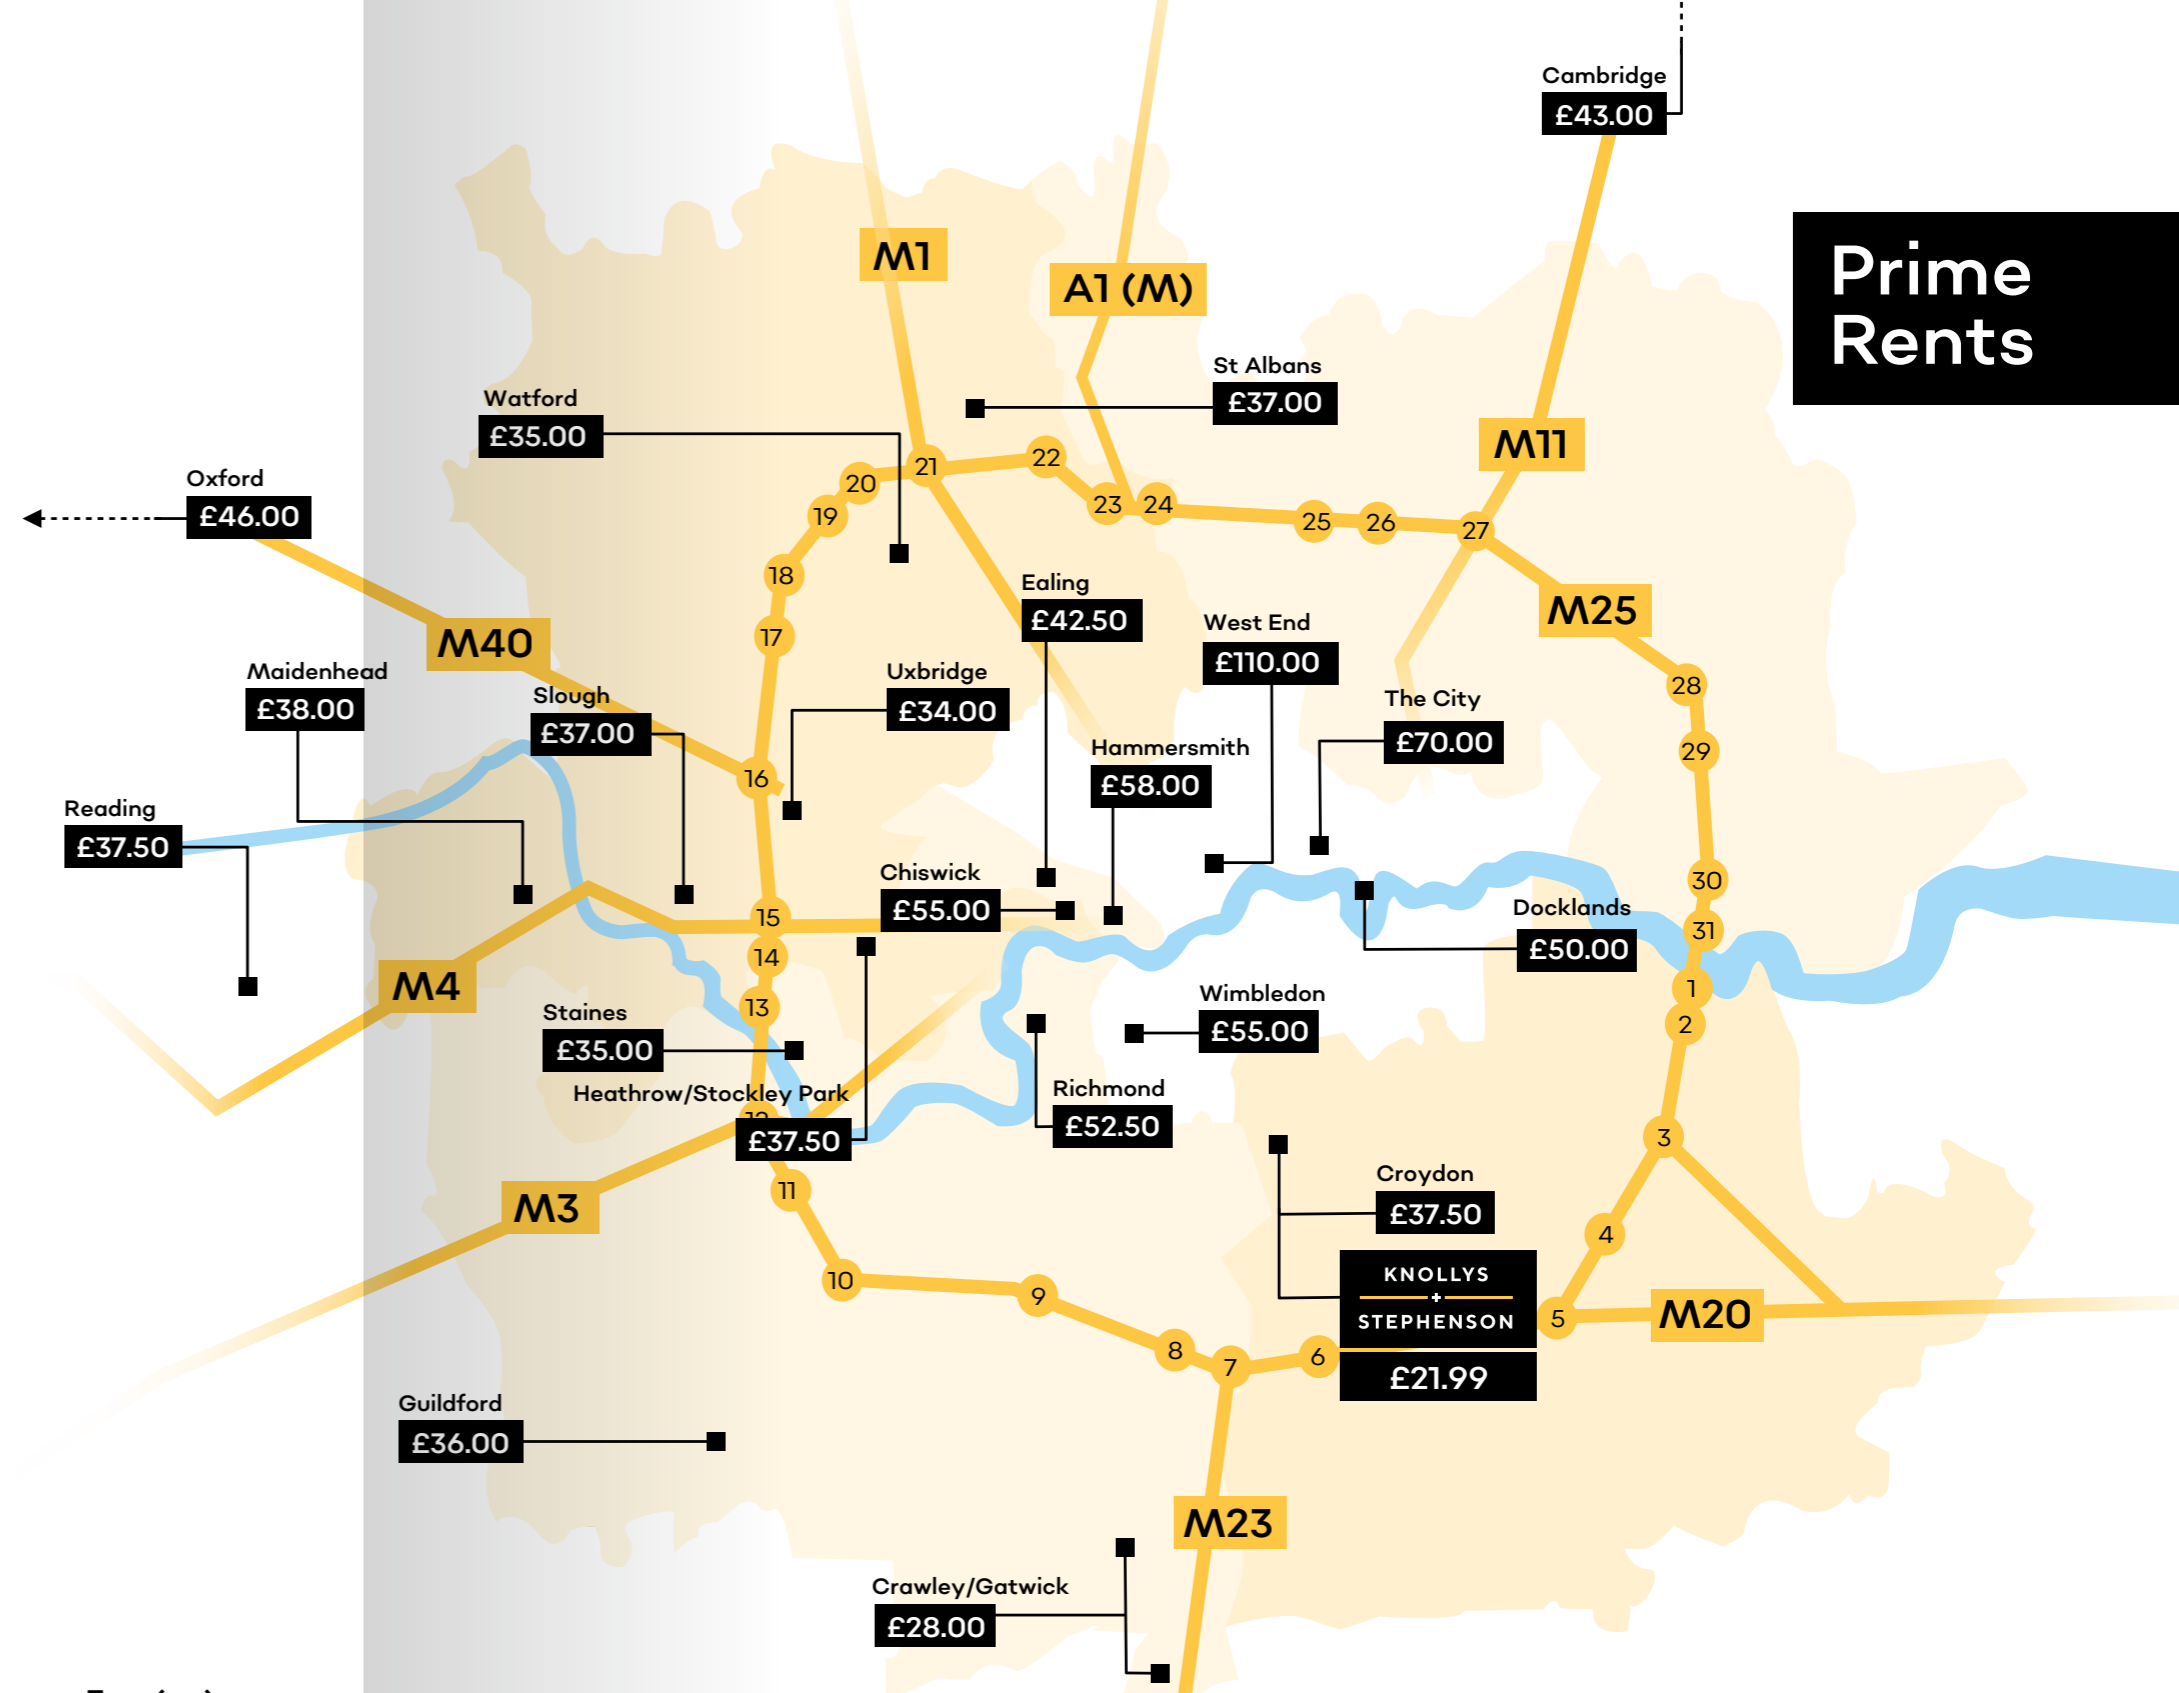 Cambridge
£43.00
Prime
Rents
M1
A1 (M)
St Albans
£37.00
Watford
£35.00
M11
Oxford
£46.00
22
21
20
19
23
24
25
26
27
18
17
M25
Ealing
£42.50
West End
£110.00
M40
Maidenhead
£38.00
Slough
£37.00
Uxbridge
£34.00
28
The City
£70.00
29
Hammersmith
£58.00
16
Reading
£37.50
Chiswick
£55.00
30
15
Docklands
£50.00
31
14
M4
13
1
2
Staines
£35.00
Wimbledon
£55.00
Heathrow/Stockley Park
£37.50
12
Richmond
£52.50
3
11
M3
Croydon
£37.50
4
10
9
KNOLLYS
+
STEPHENSON
£21.99
5
M20
8
7
6
Guildford
£36.00
M23
Crawley/Gatwick
£28.00